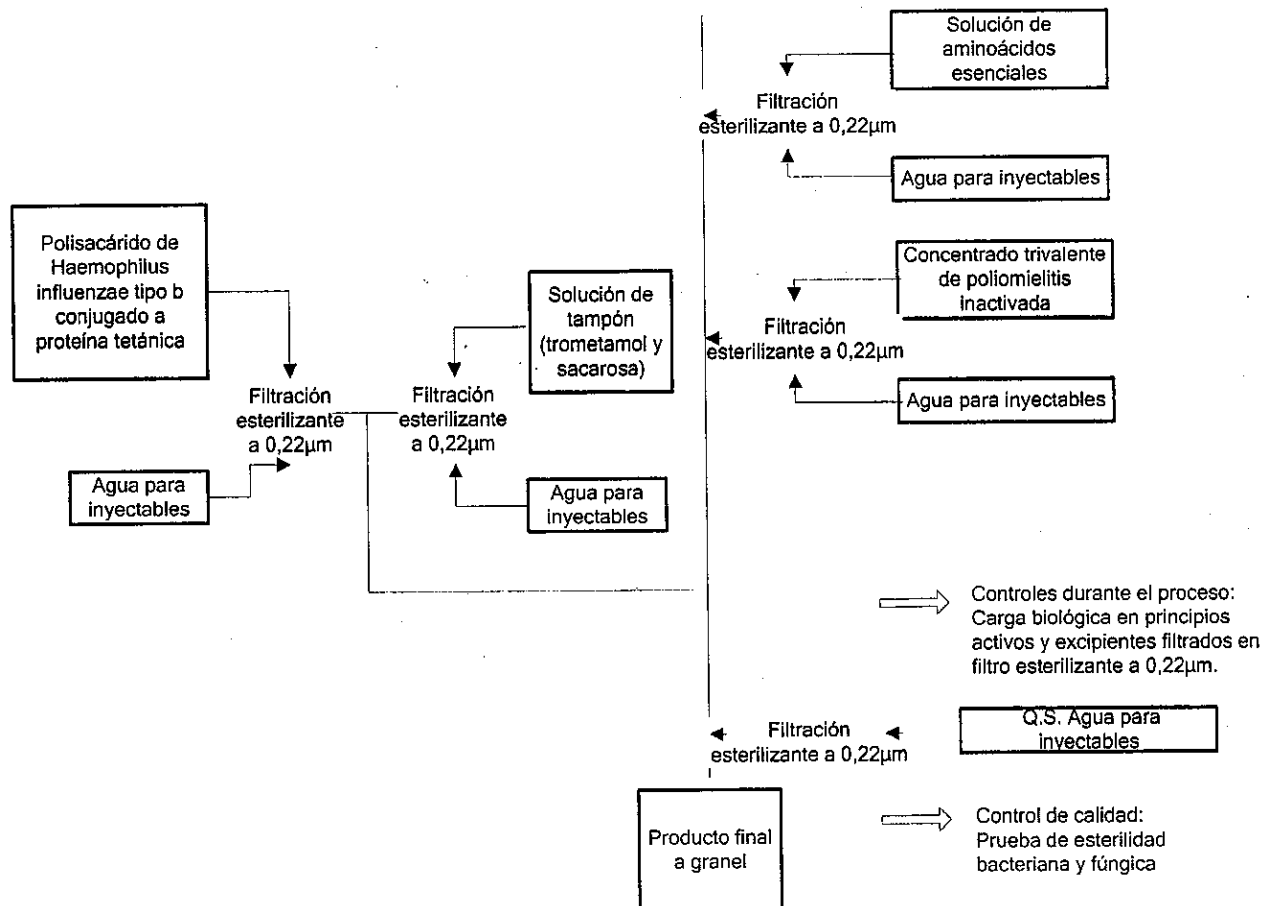 Solución de
aminoácidos
esenciales
Filtración
esterilizante a 0,22µm
Agua para inyectables
Polisacárido de
Haemophilus
influenzae tipo b
conjugado a
proteína tetánica
Concentrado trivalente
de poliomielitis
inactivada
Solución de
tampón
(trometamol y
sacarosa)
Filtración
esterilizante a 0,22µm
Filtración
esterilizante
a 0,22µm
Filtración
esterilizante
a 0,22µm
Agua para inyectables
Agua para
inyectables
Agua para
inyectables
Controles durante el proceso:
Carga biológica en principios
activos y excipientes filtrados en
filtro esterilizante a 0,22µm.
Filtración
esterilizante a 0,22µm
Q.S. Agua para
inyectables
Producto final
a granel
Control de calidad:
Prueba de esterilidad
bacteriana y fúngica